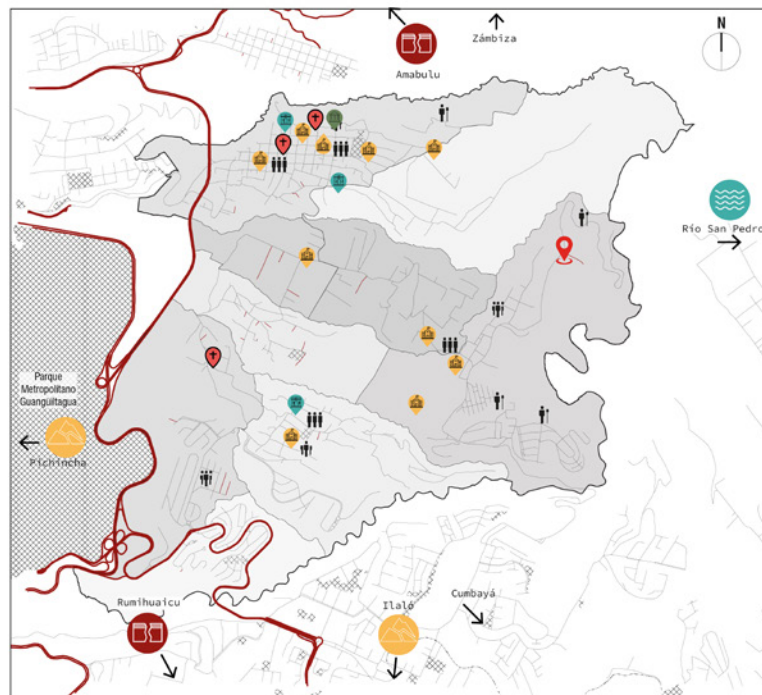 Zámbiza
N
Amabulu
Río San Pedro
Parque
Metropolitano
Guangüiltagua
Pichincha
Rumihuaicu
Ilaló
Cumbayá